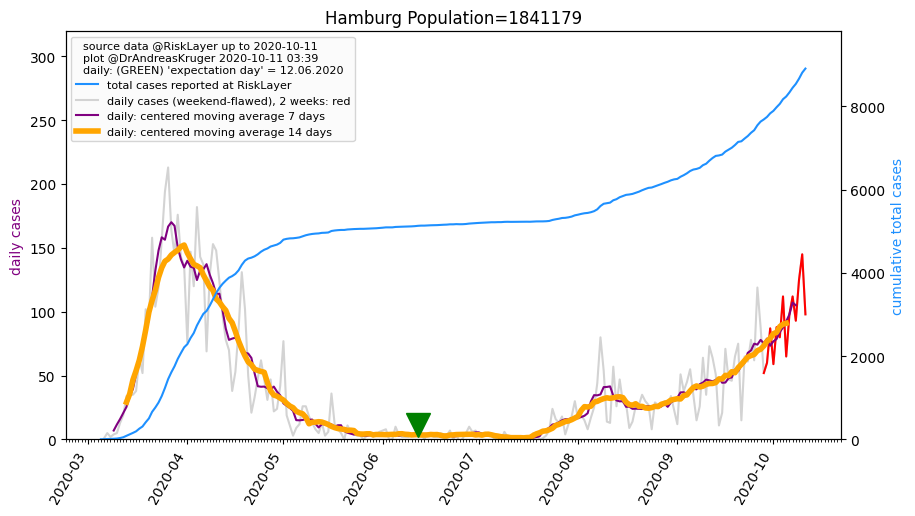 Hamburg Population=1841179
source data @RiskLayer up to 2020-10-11
plot @DrAndreasKruger 2020-10-11 03:39
daily: (GREEN) 'expectation day' = 12.06.2020
total cases reported at RiskLayer
daily cases (weekend-flawed), 2 weeks: red
daily: centered moving average 7 days
daily: centered moving average 14 days
daily cases
300
250
200
150
100
50
0
cumulative total cases
8000
6000
4000
2000
0
2020-03
2020-04
2020-05
2020-06
2020-07
2020-08
2020-09
2020-10